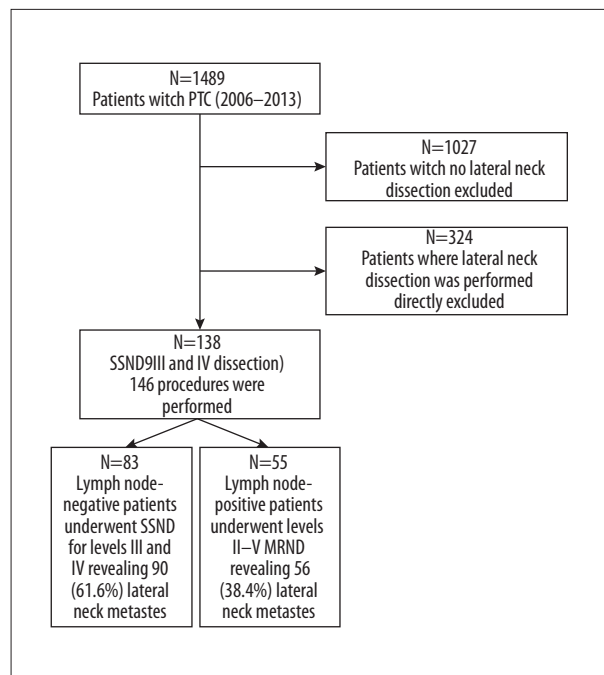 N=1489
Patients witch PTC (2006–2013)
N=1027
Patients witch no lateral neck
dissection excluded
N=324
Patients where lateral neck
dissection was performed
directly excluded
N=138
SSND9III and IV dissection)
146 procedures were
performed
N=83
Lymph node-
negative patients
underwent SSND
for levels III and
IV revealing 90
(61.6%) lateral
neck metastes
N=55
Lymph node-
positive patients
underwent levels
II–V MRND
revealing 56
(38.4%) lateral
neck metastes